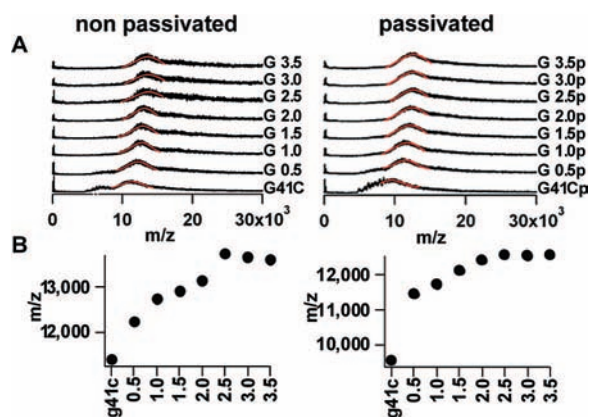 non passivated passivated
A
G 3.5 G 3.5p
G 3.0 G 3.0p
G 2.5 G 2.5p
G 2.0 G 2.0p
G 1.5 G 1.5p
G 1.0 G 1.0p
G 0.5 G 0.5p
G41C G41Cp
0 10 20 30x10³ 0 10 20 30x10³
m/z m/z
B
13,000 12,000
m/z m/z
12,000 11,000
10,000
g41c 0.5 1.0 1.5 2.0 2.5 3.0 3.5 g41c 0.5 1.0 1.5 2.0 2.5 3.0 3.5